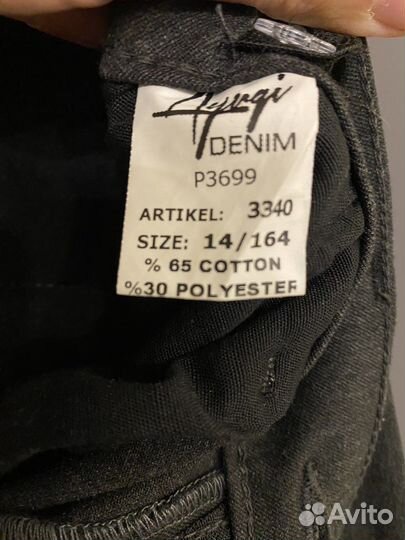 DENIM
P3699
ARTIKEL: 3340
SIZE: 14/164
% 65 COTTON
%30 POLYESTER
Avito